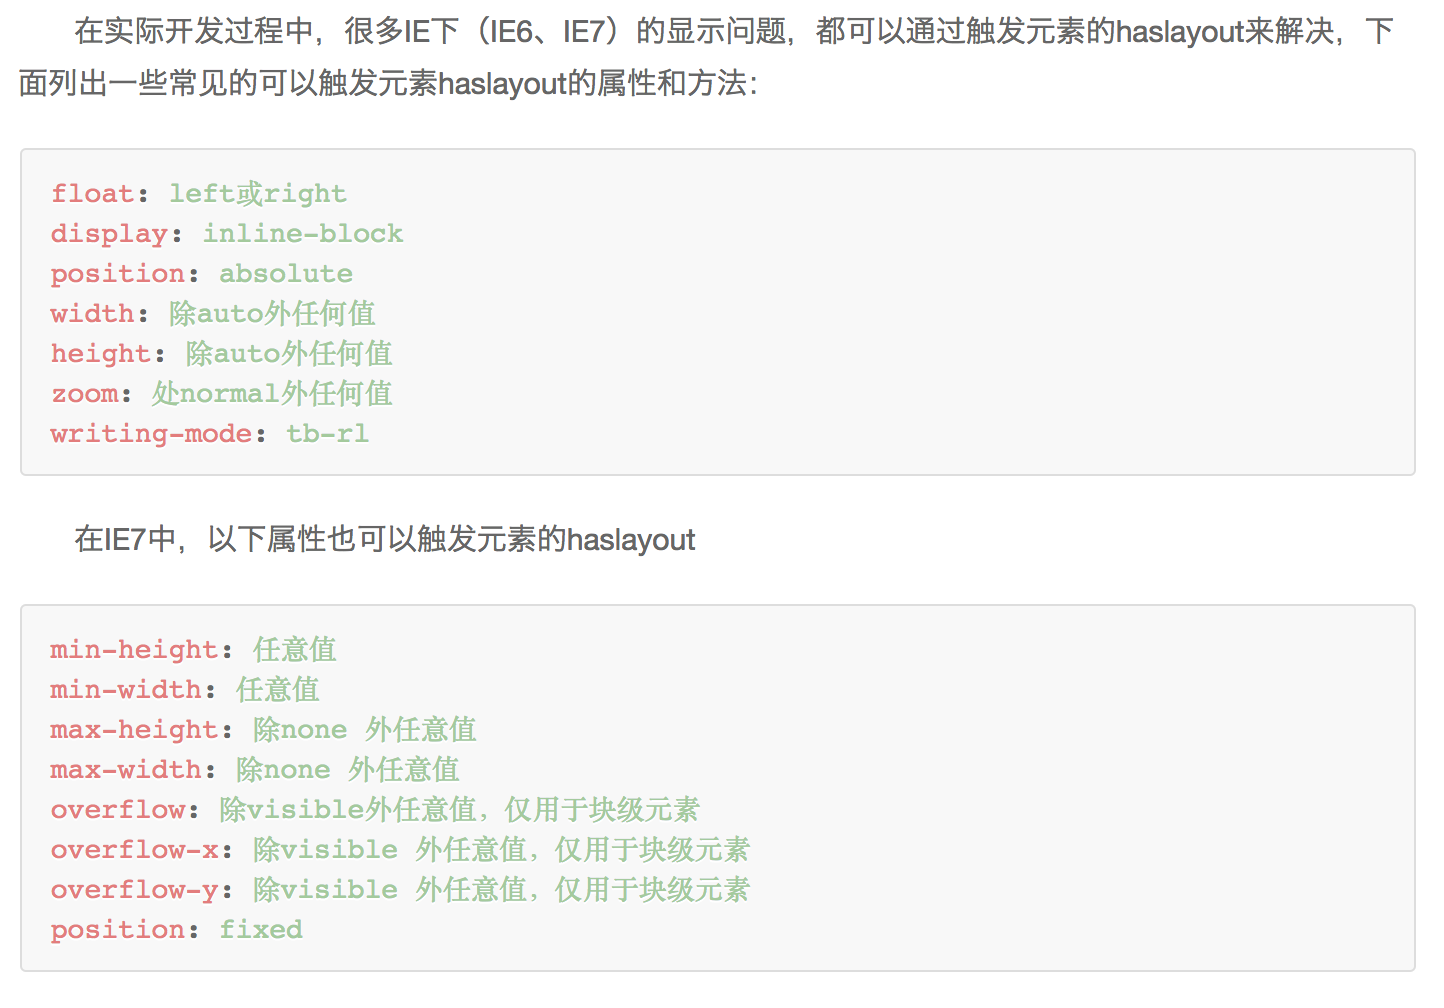 在实际开发过程中，很多IE下（IE6、IE7）的显示问题，都可以通过触发元素的haslayout来解决，下
面列出一些常见的可以触发元素haslayout的属性和方法：
float： left或right
display： inline-block
position： absolute
width： 除auto外任何值
height： 除auto外任何值
zoom： 处normal外任何值
writing-mode： tb-rl
在IE7中，以下属性也可以触发元素的haslayout
min-height： 任意值
min-width： 任意值
max-height： 除none 外任意值
max-width： 除none 外任意值
overflow： 除visible外任意值，仅用于块级元素
overflow-x： 除visible 外任意值，仅用于块级元素
overflow-y： 除visible 外任意值，仅用于块级元素
position： fixed